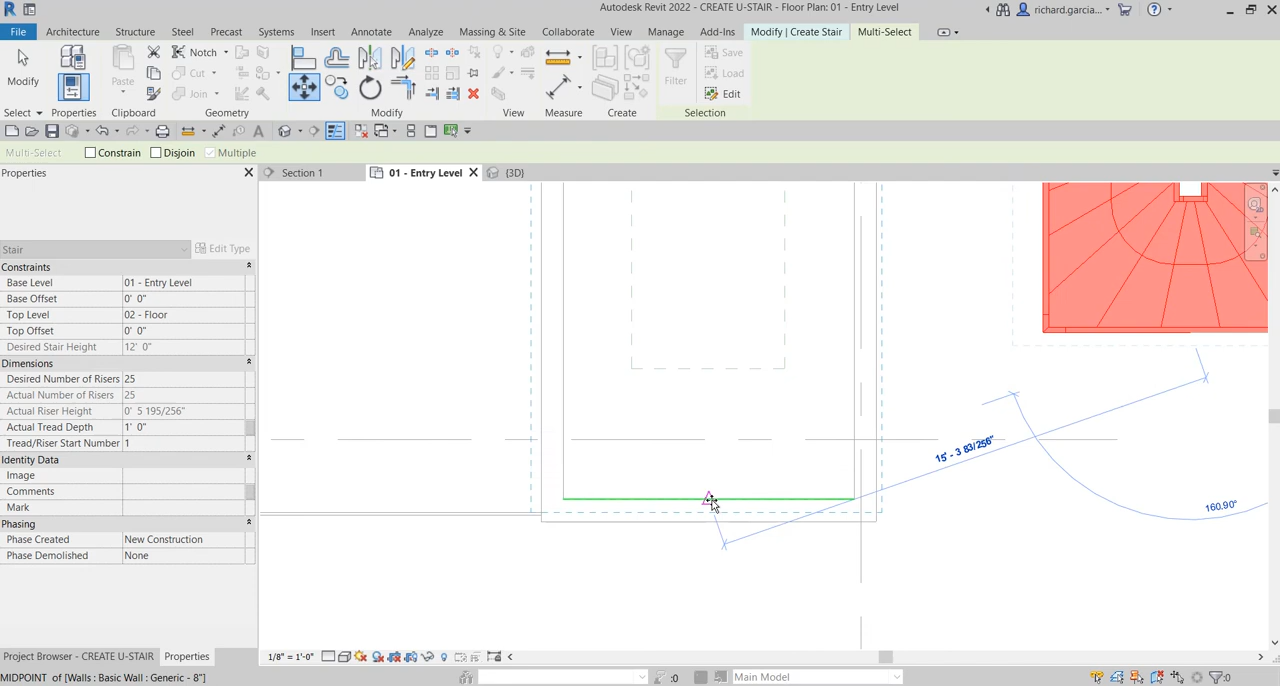 Autodesk Revit 2022 - CREATE U-STAIR - Floor Plan: 01 - Entry Level
richard.garcia...
File Architecture Structure Steel Precast Systems Insert Annotate Analyze Massing & Site Collaborate View Manage Add-Ins Modify | Create Stair Multi-Select
Modify Paste Notch Cut Join Filter Save Load Edit
Select Properties Clipboard Geometry Modify View Measure Create Selection
Multi-Select Constrain Disjoin Multiple
Properties
Section 1 01 - Entry Level {3D}
Stair Edit Type
Constraints
Base Level 01 - Entry Level
Base Offset 0' 0"
Top Level 02 - Floor
Top Offset 0' 0"
Desired Stair Height 12' 0"
Dimensions
Desired Number of Risers 25
Actual Number of Risers 25
Actual Riser Height 0' 5 195/256"
Actual Tread Depth 1' 0"
Tread/Riser Start Number 1
Identity Data
Image
Comments
Mark
Phasing
Phase Created New Construction
Phase Demolished None
15' - 3 83/256"
160.90°
Project Browser - CREATE U-STAIR Properties
1/8" = 1'-0"
MIDPOINT of [Walls : Basic Wall : Generic - 8"]
:0 Main Model :0